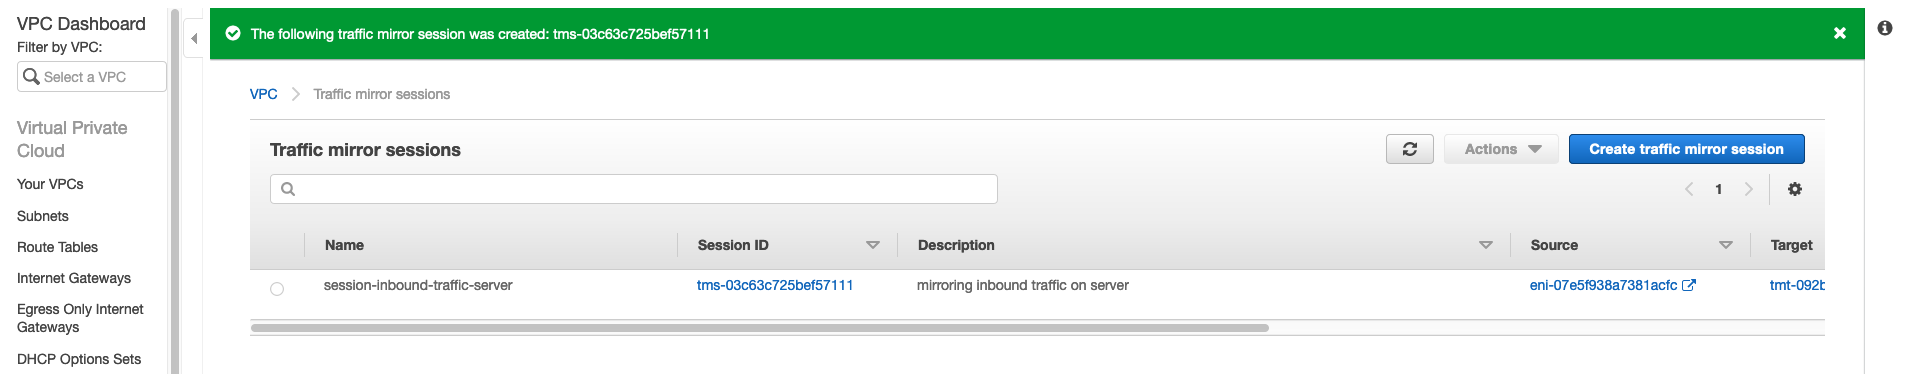 VPC Dashboard
Filter by VPC:
Select a VPC
Virtual Private
Cloud
Your VPCs
Subnets
Route Tables
Internet Gateways
Egress Only Internet
Gateways
DHCP Options Sets
The following traffic mirror session was created: tms-03c63c725bef57111
VPC Traffic mirror sessions
Traffic mirror sessions
Actions Create traffic mirror session
1
Name Session ID Description Source Target
session-inbound-traffic-server tms-03c63c725bef57111 mirroring inbound traffic on server eni-07e5f938a7381acfc tmt-092b